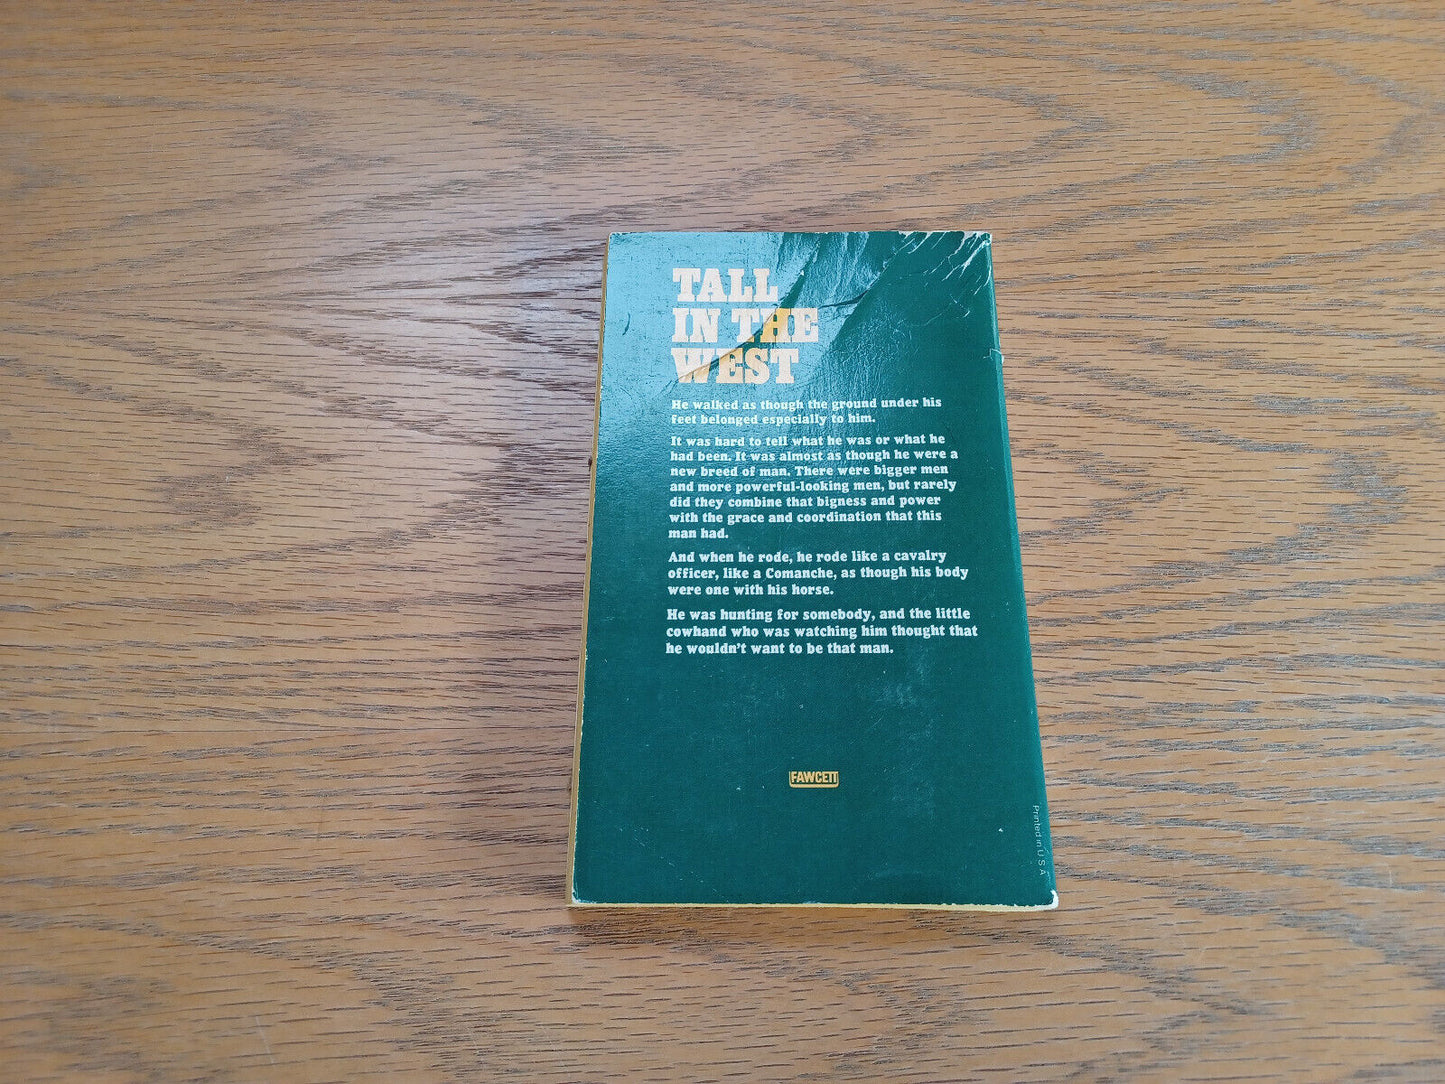 TALL
IN THE
WEST
He walked as though the ground under his
feet belonged especially to him.
It was hard to tell what he was or what he
had been. It was almost as though he were a
new breed of man. There were bigger men
and more powerful-looking men, but rarely
did they combine that bigness and power
with the grace and coordination that this
man had.
And when he rode, he rode like a cavalry
officer, like a Comanche, as though his body
were one with his horse.
He was hunting for somebody, and the little
cowhand who was watching him thought that
he wouldn't want to be that man.
FAWCETT
Printed in U S A